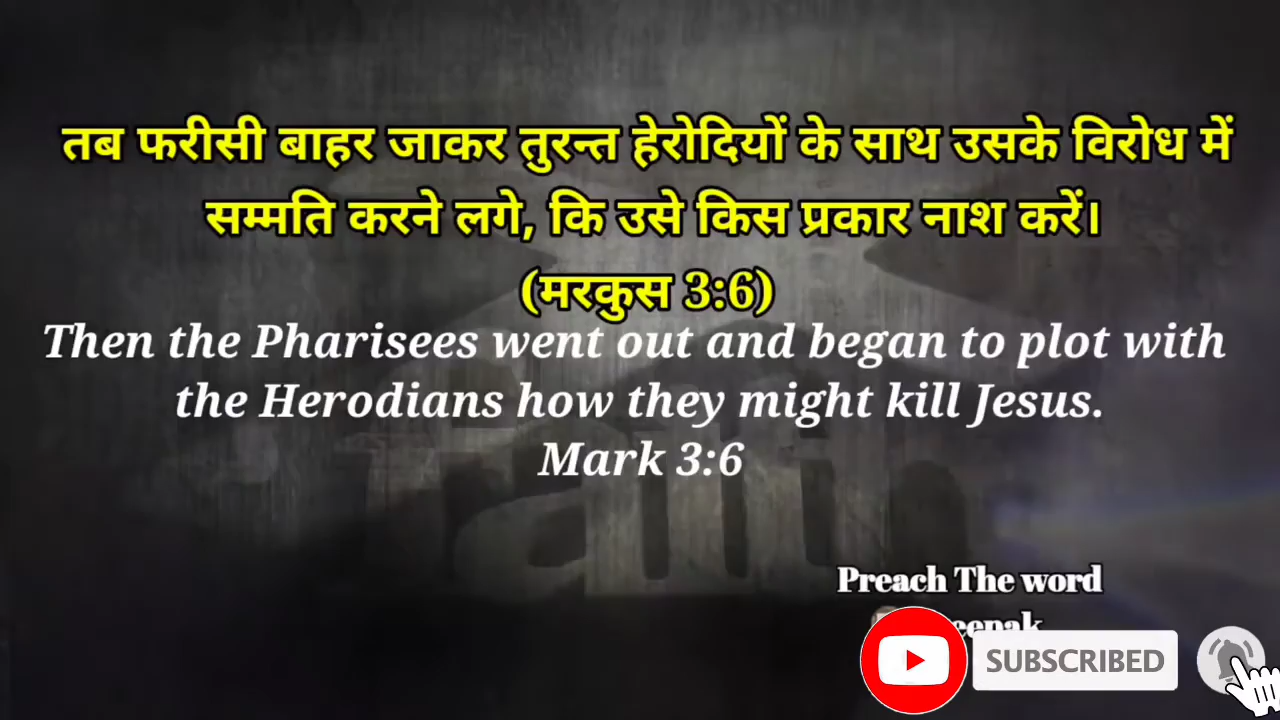 तब फरीसी बाहर जाकर तुरन्त हेरोदियों के साथ उसके विरोध में
सम्मति करने लगे, कि उसे किस प्रकार नाश करें।
(मरकुस 3:6)
Then the Pharisees went out and began to plot with
the Herodians how they might kill Jesus.
Mark 3:6
Preach The word
SUBSCRIBED